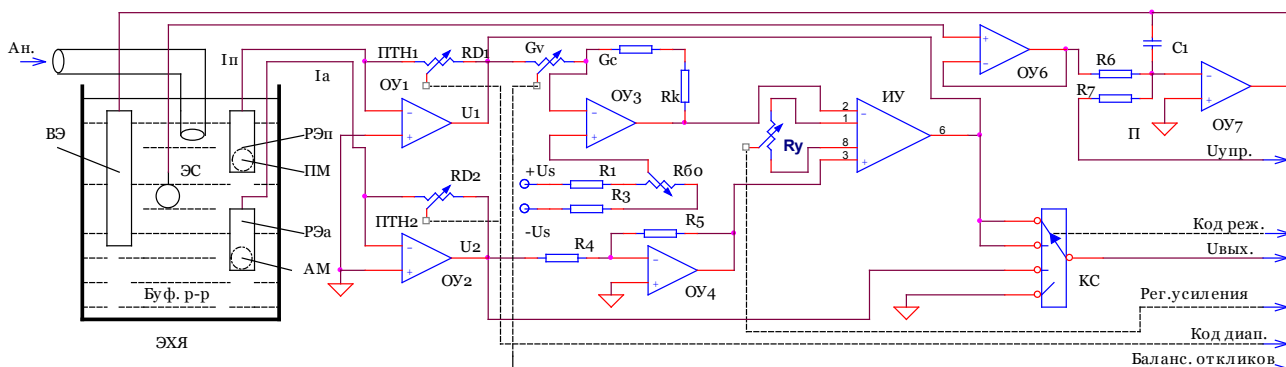 Ан.
ВЭ
ЭС
РЭп
ПМ
РЭа
АМ
Буф. р-р
ЭХЯ
Iп
Iа
ПТН1
RD1
ОУ1
U1
RD2
ПТН2
U2
ОУ2
Gv
Gc
Rk
ОУ3
+Us
-Us
R1
R3
Rбо
R4
R5
ОУ4
Ry
ИУ
2
1
8
3
6
ОУ6
R6
R7
C1
П
ОУ7
Uупр.
КС
Код реж.
Uвых.
Рег.усиления
Код диап.
Баланс. откликов